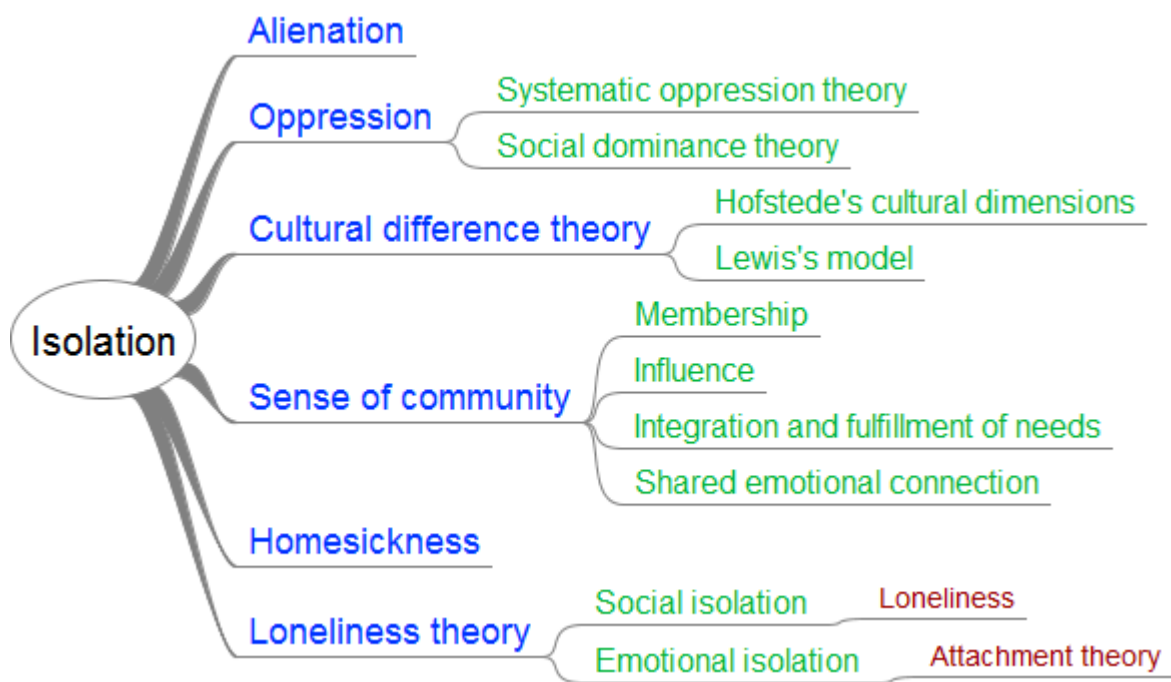 Isolation
Alienation
Oppression
Systematic oppression theory
Social dominance theory
Cultural difference theory
Hofstede's cultural dimensions
Lewis's model
Sense of community
Membership
Influence
Integration and fulfillment of needs
Shared emotional connection
Homesickness
Loneliness theory
Social isolation
Loneliness
Emotional isolation
Attachment theory